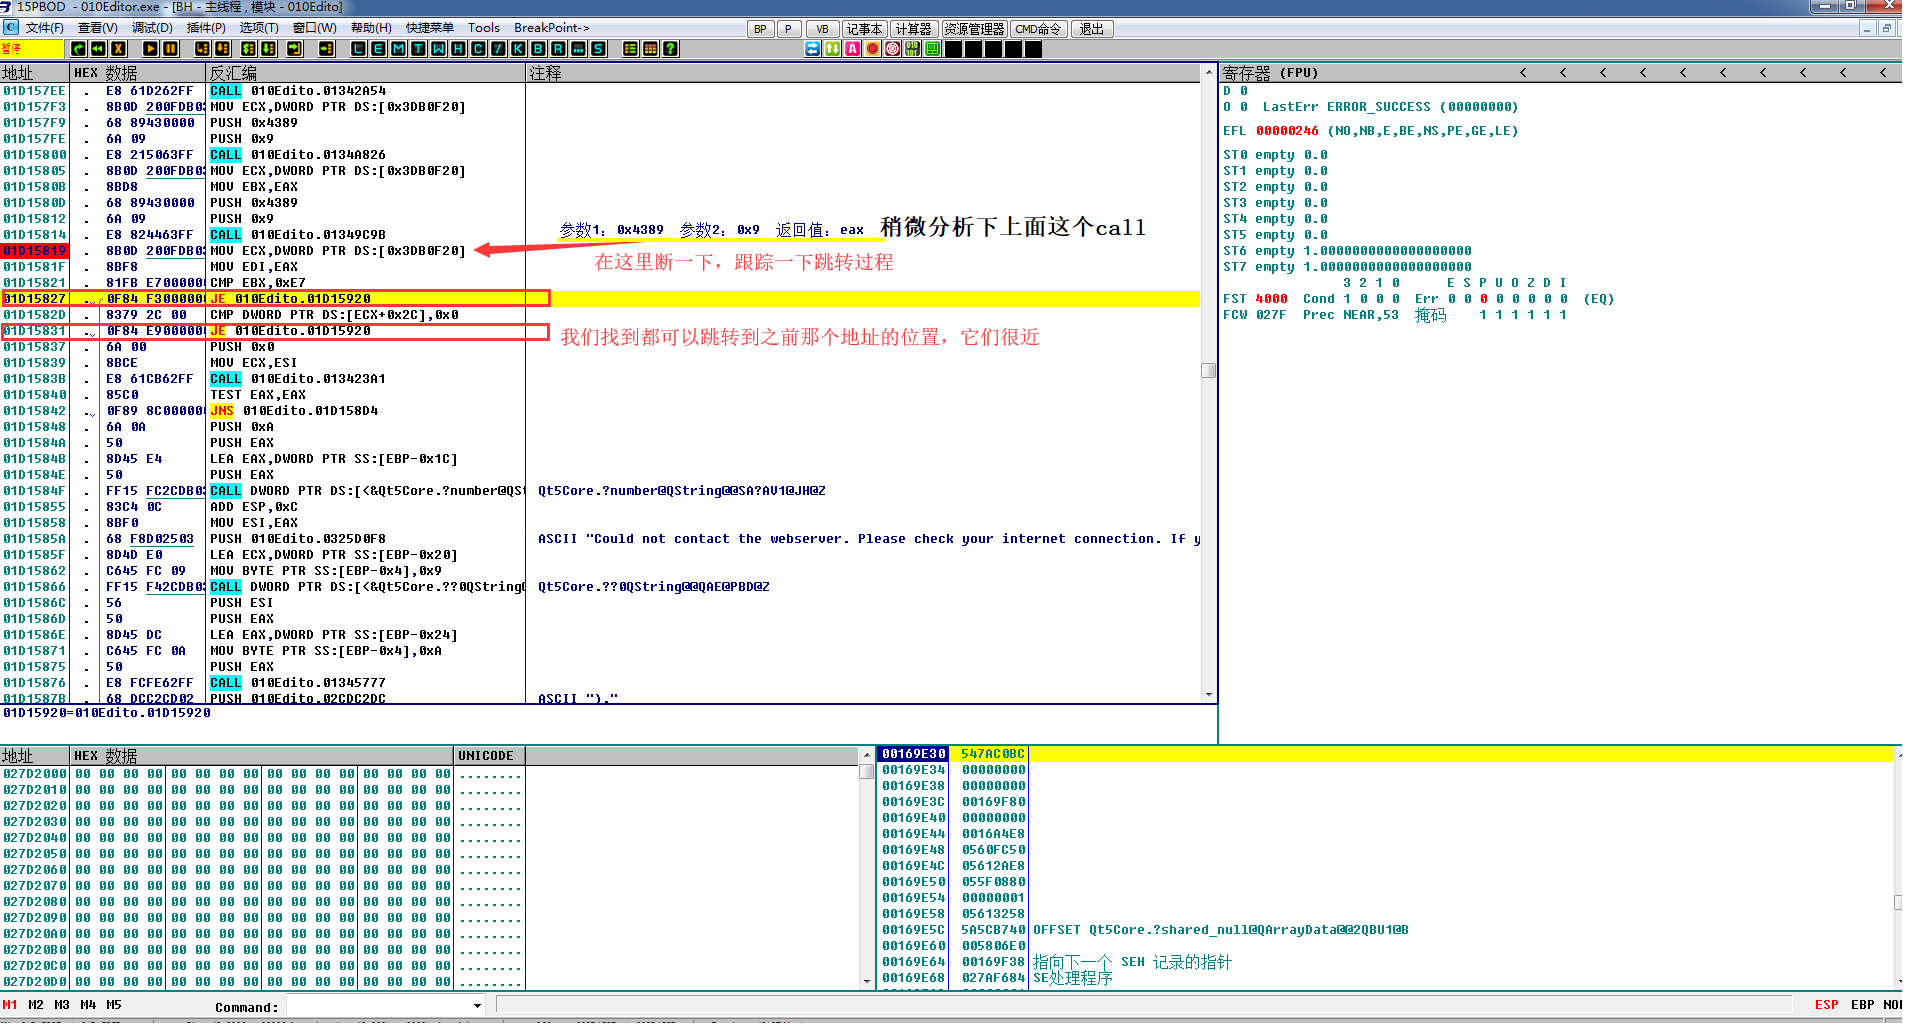 15PBOD - 010Editor.exe - [BH - 主线程, 模块 - 010Edito]
文件(F) 查看(V) 调试(D) 插件(P) 选项(T) 窗口(W) 帮助(H) 快捷菜单 Tools BreakPoint-> BP P VB 记事本 计算器 资源管理器 CMD命令 退出
暂停 L E M T W H C / K B R ... S
地址 HEX 数据 反汇编 注释
01D157EE . E8 61D262FF CALL 010Edito.01342A54
01D157F3 . 8B0D 200FDB03 MOV ECX,DWORD PTR DS:[0x3DB0F20]
01D157F9 . 68 89430000 PUSH 0x4389
01D157FE . 6A 09 PUSH 0x9
01D15800 . E8 215063FF CALL 010Edito.0134A826
01D15805 . 8B0D 200FDB03 MOV ECX,DWORD PTR DS:[0x3DB0F20]
01D1580B . 8BD8 MOV EBX,EAX
01D1580D . 68 89430000 PUSH 0x4389
01D15812 . 6A 09 PUSH 0x9
01D15814 . E8 824463FF CALL 010Edito.01349C9B 参数1: 0x4389 参数2: 0x9 返回值: eax 稍微分析下上面这个call
01D15819 . 8B0D 200FDB03 MOV ECX,DWORD PTR DS:[0x3DB0F20]
在这里断一下，跟踪一下跳转过程
01D1581F . 8BF8 MOV EDI,EAX
01D15821 . 81FB E7000000 CMP EBX,0xE7
01D15827 . 0F84 F3000000 JE 010Edito.01D15920
01D1582D . 8379 2C 00 CMP DWORD PTR DS:[ECX+0x2C],0x0
01D15831 . 0F84 E9000000 JE 010Edito.01D15920
我们找到都可以跳转到之前那个地址的位置，它们很近
01D15837 . 6A 00 PUSH 0x0
01D15839 . 8BCE MOV ECX,ESI
01D1583B . E8 61CB62FF CALL 010Edito.013423A1
01D15840 . 85C0 TEST EAX,EAX
01D15842 . 0F89 8C000000 JNS 010Edito.01D158D4
01D15848 . 6A 0A PUSH 0xA
01D1584A . 50 PUSH EAX
01D1584B . 8D45 E4 LEA EAX,DWORD PTR SS:[EBP-0x1C]
01D1584E . 50 PUSH EAX
01D1584F . FF15 FC2CDB03 CALL DWORD PTR DS:[<&Qt5Core.?number@QSt Qt5Core.?number@QString@@SA?AV1@JH@Z
01D15855 . 83C4 0C ADD ESP,0xC
01D15858 . 8BF0 MOV ESI,EAX
01D1585A . 68 F8D02503 PUSH 010Edito.0325D0F8 ASCII "Could not contact the webserver. Please check your internet connection. If y
01D1585F . 8D4D E0 LEA ECX,DWORD PTR SS:[EBP-0x20]
01D15862 . C645 FC 09 MOV BYTE PTR SS:[EBP-0x4],0x9
01D15866 . FF15 F42CDB03 CALL DWORD PTR DS:[<&Qt5Core.??0QString@ Qt5Core.??0QString@@QAE@PBD@Z
01D1586C . 56 PUSH ESI
01D1586D . 50 PUSH EAX
01D1586E . 8D45 DC LEA EAX,DWORD PTR SS:[EBP-0x24]
01D15871 . C645 FC 0A MOV BYTE PTR SS:[EBP-0x4],0xA
01D15875 . 50 PUSH EAX
01D15876 . E8 FCFE62FF CALL 010Edito.01345777
01D1587B . 68 DCC2CD02 PUSH 010Edito.02CDC2DC ASCII ")."
01D15920=010Edito.01D15920
寄存器 (FPU) < < < < < < < < < <
D 0
O 0 LastErr ERROR_SUCCESS (00000000)
EFL 00000246 (NO,NB,E,BE,NS,PE,GE,LE)
ST0 empty 0.0
ST1 empty 0.0
ST2 empty 0.0
ST3 empty 0.0
ST4 empty 0.0
ST5 empty 0.0
ST6 empty 1.0000000000000000000
ST7 empty 1.0000000000000000000
3 2 1 0 E S P U O Z D I
FST 4000 Cond 1 0 0 0 Err 0 0 0 0 0 0 0 0 (EQ)
FCW 027F Prec NEAR,53 掩码 1 1 1 1 1 1
地址 HEX 数据 UNICODE
027D2000 00 00 00 00 00 00 00 00 00 00 00 00 00 00 00 00 ........
027D2010 00 00 00 00 00 00 00 00 00 00 00 00 00 00 00 00 ........
027D2020 00 00 00 00 00 00 00 00 00 00 00 00 00 00 00 00 ........
027D2030 00 00 00 00 00 00 00 00 00 00 00 00 00 00 00 00 ........
027D2040 00 00 00 00 00 00 00 00 00 00 00 00 00 00 00 00 ........
027D2050 00 00 00 00 00 00 00 00 00 00 00 00 00 00 00 00 ........
027D2060 00 00 00 00 00 00 00 00 00 00 00 00 00 00 00 00 ........
027D2070 00 00 00 00 00 00 00 00 00 00 00 00 00 00 00 00 ........
027D2080 00 00 00 00 00 00 00 00 00 00 00 00 00 00 00 00 ........
027D2090 00 00 00 00 00 00 00 00 00 00 00 00 00 00 00 00 ........
027D20A0 00 00 00 00 00 00 00 00 00 00 00 00 00 00 00 00 ........
027D20B0 00 00 00 00 00 00 00 00 00 00 00 00 00 00 00 00 ........
027D20C0 00 00 00 00 00 00 00 00 00 00 00 00 00 00 00 00 ........
027D20D0 00 00 00 00 00 00 00 00 00 00 00 00 00 00 00 00 ........
00169E30 547AC0BC
00169E34 00000000
00169E38 00000000
00169E3C 00169F80
00169E40 00000000
00169E44 0016A4E8
00169E48 0560FC50
00169E4C 05612AE8
00169E50 055F0880
00169E54 00000001
00169E58 05613258
00169E5C 5A5CB740 OFFSET Qt5Core.?shared_null@QArrayData@@2QBU1@B
00169E60 005806E0
00169E64 00169F38 指向下一个 SEH 记录的指针
00169E68 027AF684 SE处理程序
M1 M2 M3 M4 M5 Command: ESP EBP NO